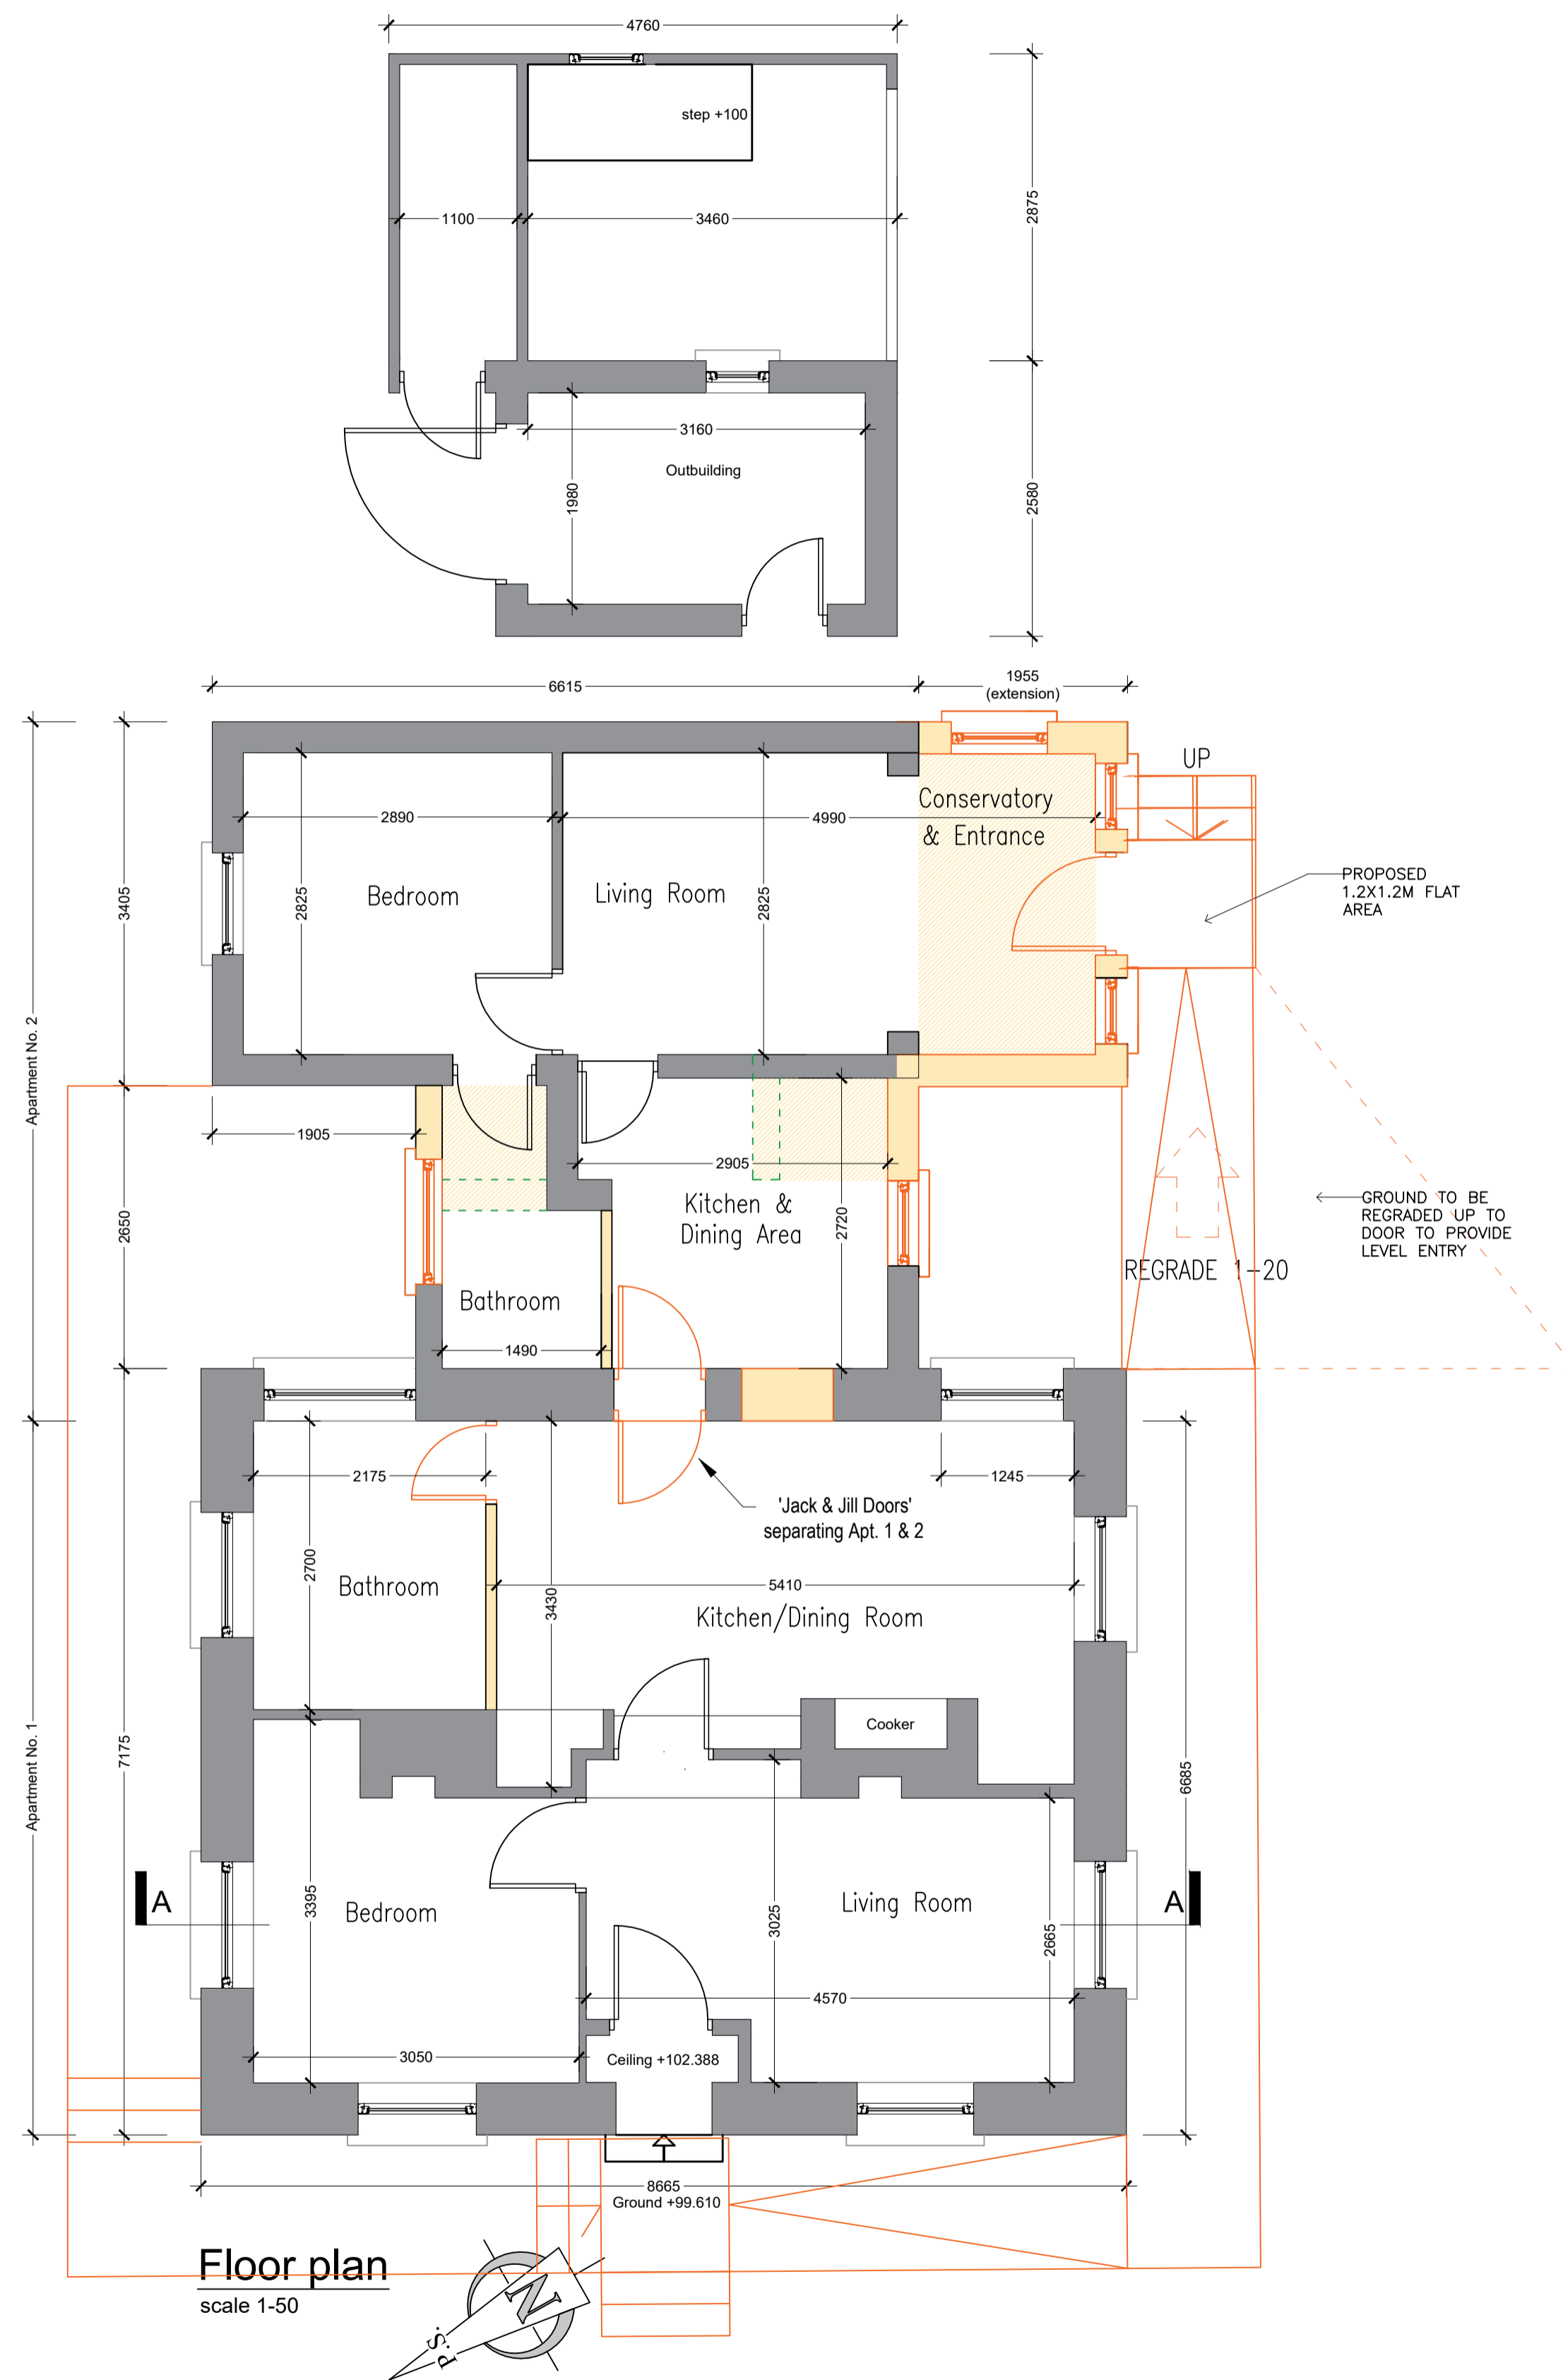 4760
step +100
2875
1100
3460
3160
Outbuilding
1980
2580
6615
1955
(extension)
UP
Conservatory
& Entrance
2890
4990
PROPOSED
1.2X1.2M FLAT
AREA
Bedroom
Living Room
2825
2825
3405
Apartment No. 2
1905
2905
GROUND TO BE
REGRADED UP TO
DOOR TO PROVIDE
LEVEL ENTRY
Kitchen &
Dining Area
2720
2650
REGRADE 1-20
Bathroom
1490
2175
1245
'Jack & Jill Doors'
separating Apt. 1 & 2
2700
Bathroom
3430
5410
Kitchen/Dining Room
Cooker
Apartment No. 1
7175
6685
A
A
3395
Bedroom
Living Room
3025
2665
4570
3050
Ceiling +102.388
8665
Ground +99.610
Floor plan
scale 1-50
N
P.S.